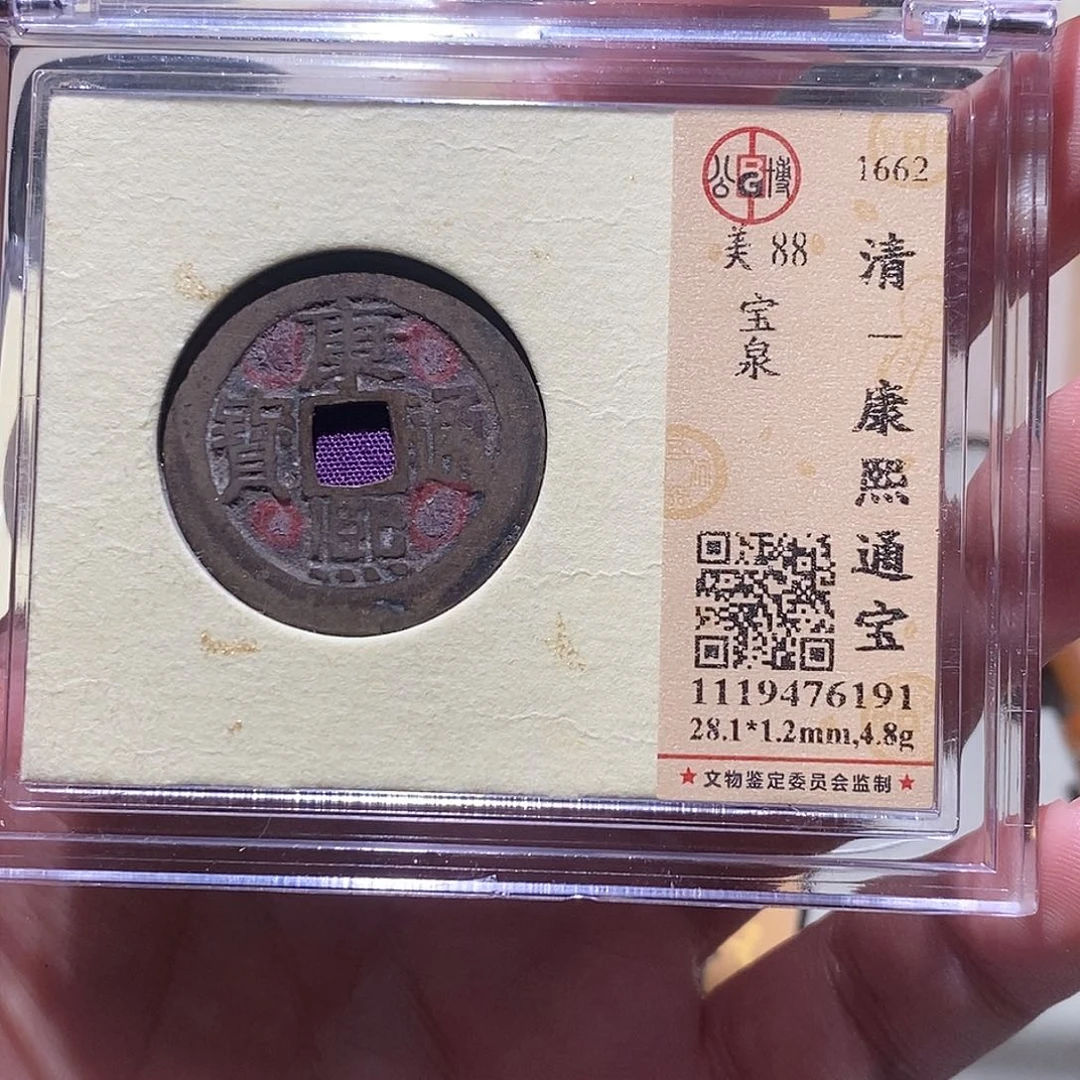 康熙通寶
公博
BG
1662
美 88
宝泉
清一康熙通宝
1119476191
28.1*1.2mm,4.8g
★文物鉴定委员会监制★